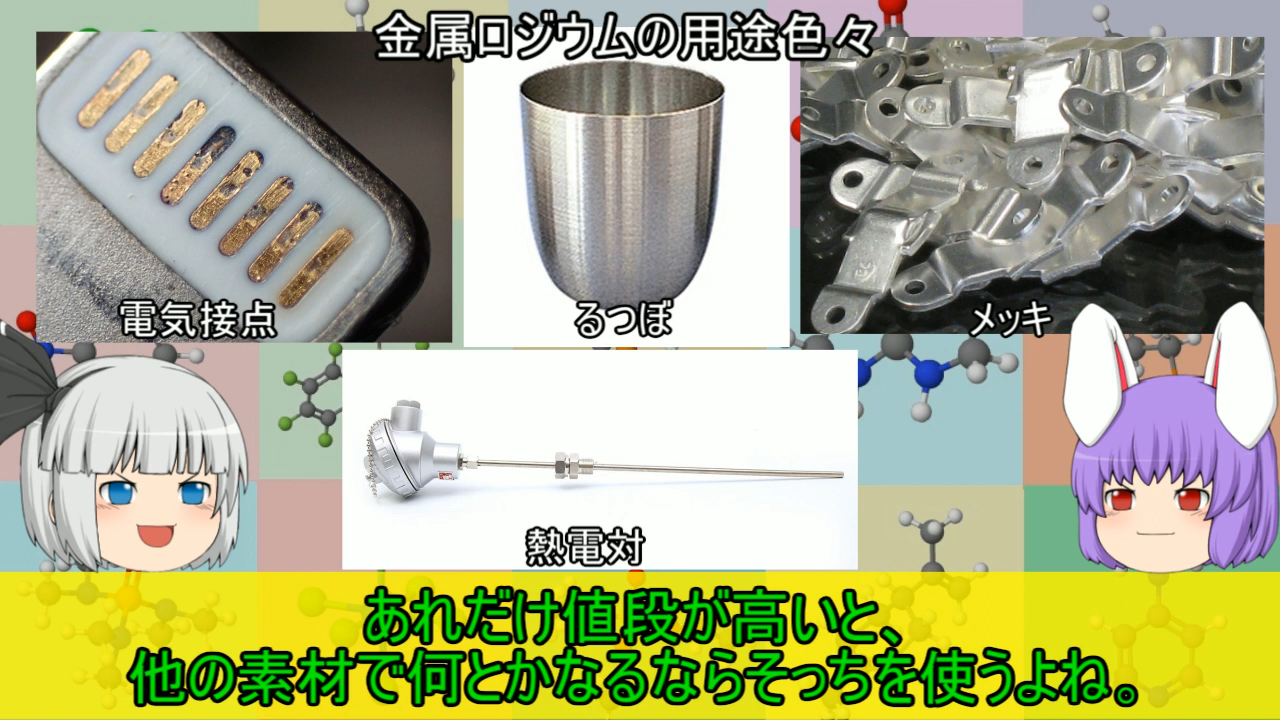 金属ロジウムの用途色々
電気接点
るつぼ
メッキ
熱電対
あれだけ値段が高いと、
他の素材で何とかなるならそっちを使うよね。